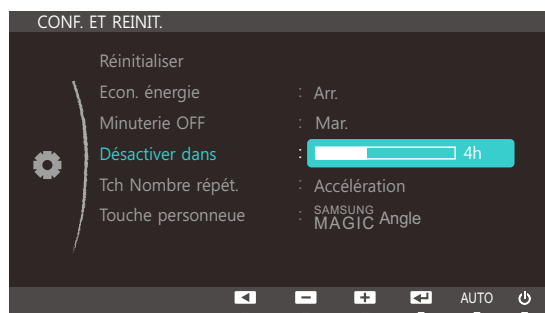 CONF. ET REINIT.
Réinitialiser
Econ. énergie : Arr.
Minuterie OFF : Mar.
Désactiver dans : 4h
Tch Nombre répét. : Accélération
Touche personneue : SAMSUNG MAGIC Angle
AUTO